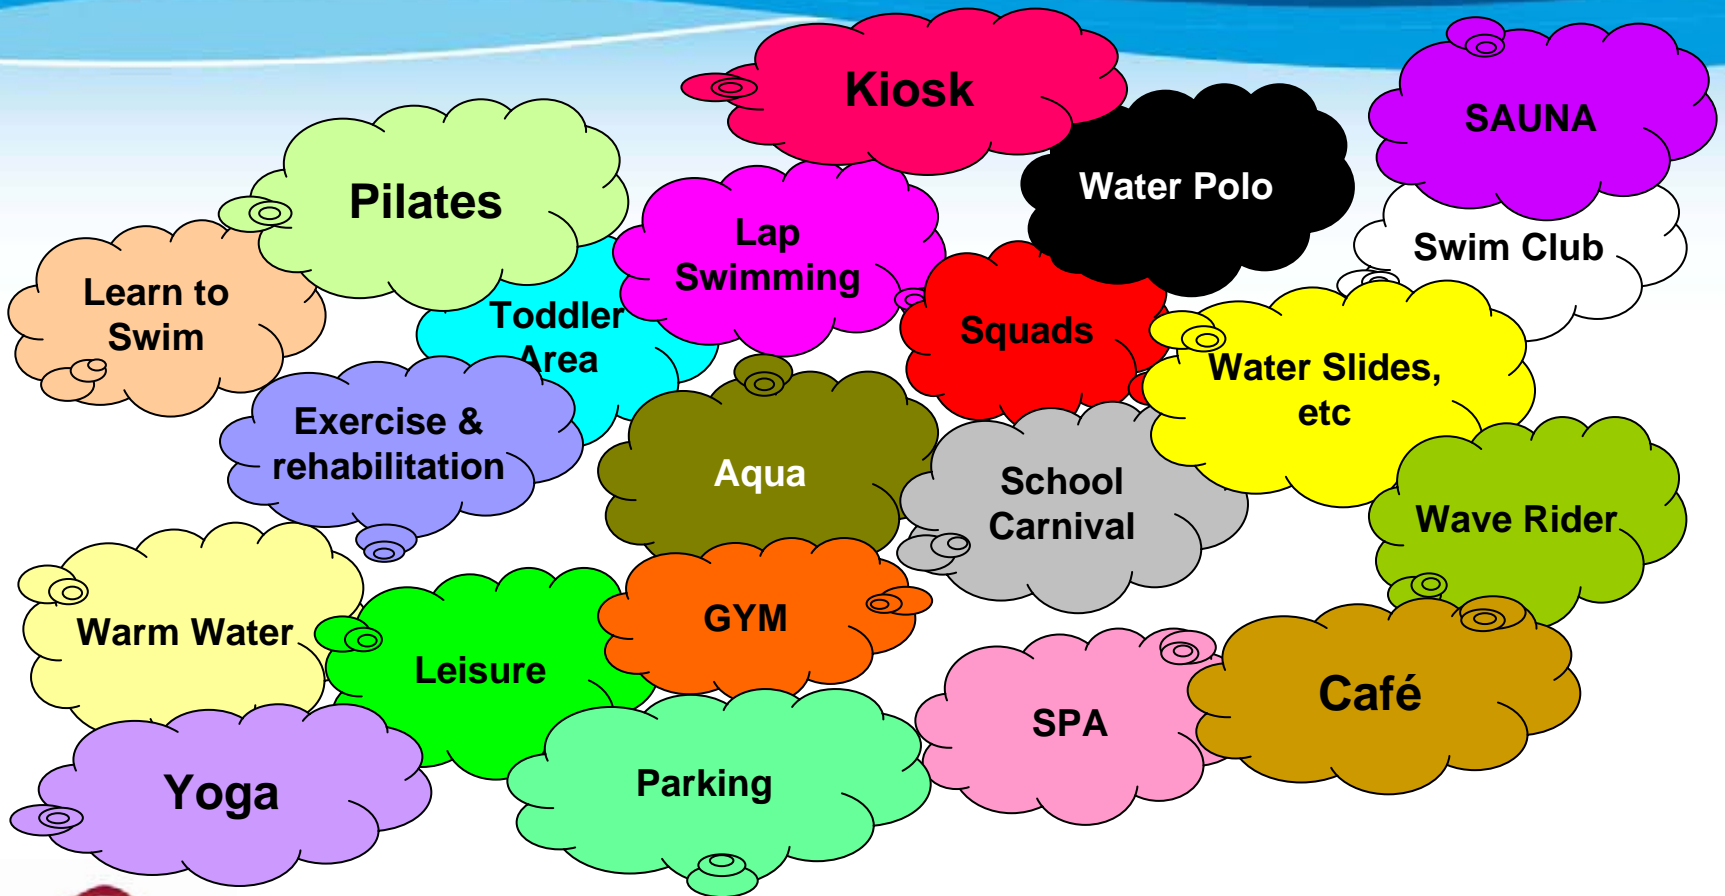 Kiosk
SAUNA
Pilates
Water Polo
Lap
Swimming
Swim Club
Learn to
Swim
Toddler
Area
Squads
Water Slides,
etc
Exercise &
rehabilitation
Aqua
School
Carnival
Wave Rider
Warm Water
Leisure
GYM
SPA
Café
Yoga
Parking